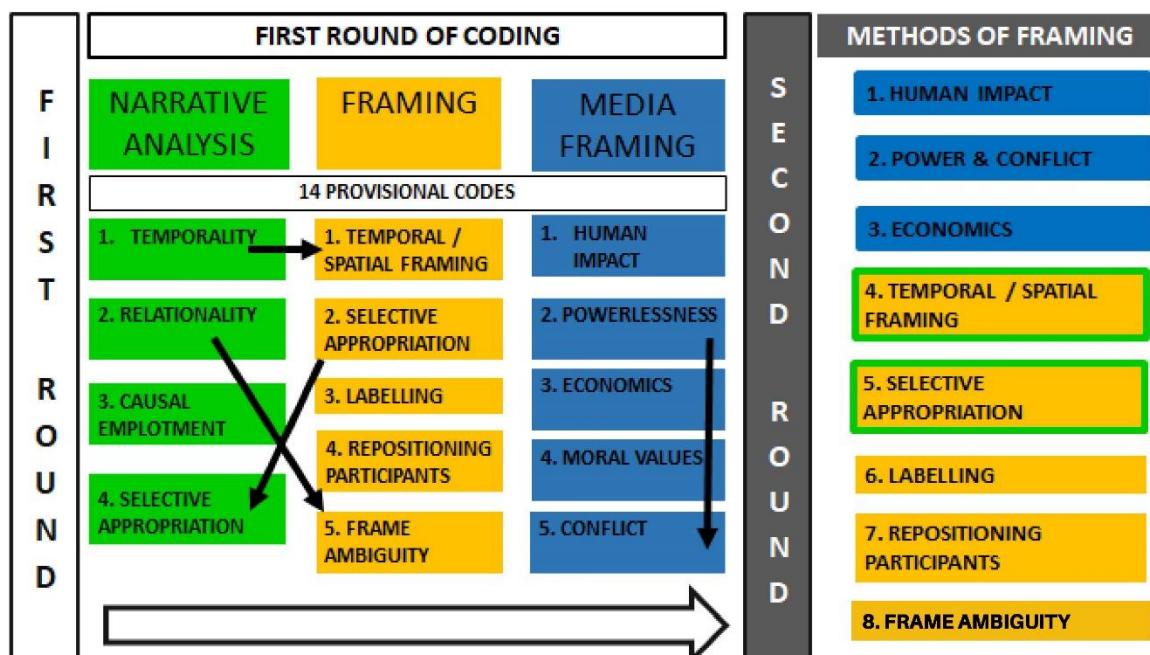 FIRST ROUND
FIRST ROUND OF CODING
NARRATIVE
ANALYSIS
FRAMING
MEDIA
FRAMING
14 PROVISIONAL CODES
1. TEMPORALITY
2. RELATIONALITY
3. CAUSAL
EMPLOTMENT
4. SELECTIVE
APPROPRIATION
1. TEMPORAL /
SPATIAL FRAMING
2. SELECTIVE
APPROPRIATION
3. LABELLING
4. REPOSITIONING
PARTICIPANTS
5. FRAME
AMBIGUITY
1. HUMAN
IMPACT
2. POWERLESSNESS
3. ECONOMICS
4. MORAL VALUES
5. CONFLICT
SECOND ROUND
METHODS OF FRAMING
1. HUMAN IMPACT
2. POWER & CONFLICT
3. ECONOMICS
4. TEMPORAL / SPATIAL
FRAMING
5. SELECTIVE
APPROPRIATION
6. LABELLING
7. REPOSITIONING
PARTICIPANTS
8. FRAME AMBIGUITY